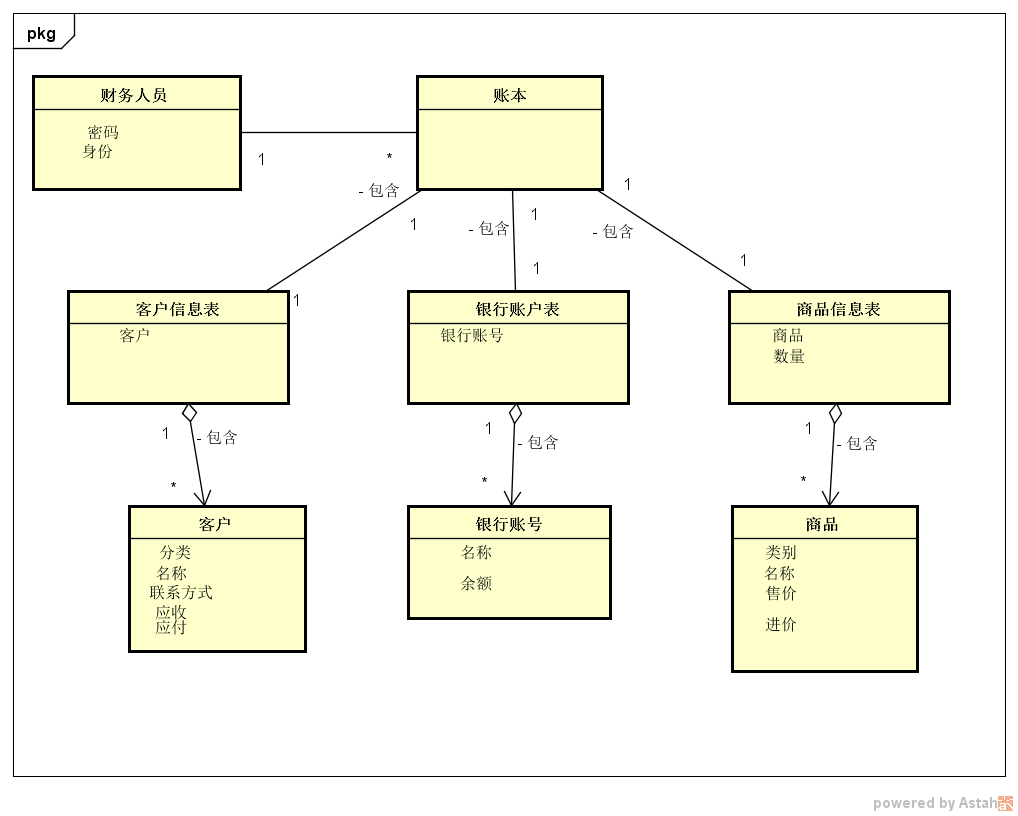 pkg
财务人员
密码
身份
账本
1
*
- 包含
1
1
- 包含
1
1
- 包含
1
1
客户信息表
客户
银行账户表
银行账号
商品信息表
商品
数量
1
- 包含
*
1
- 包含
*
1
- 包含
*
客户
分类
名称
联系方式
应收
应付
银行账号
名称
余额
商品
类别
名称
售价
进价
powered by Astah